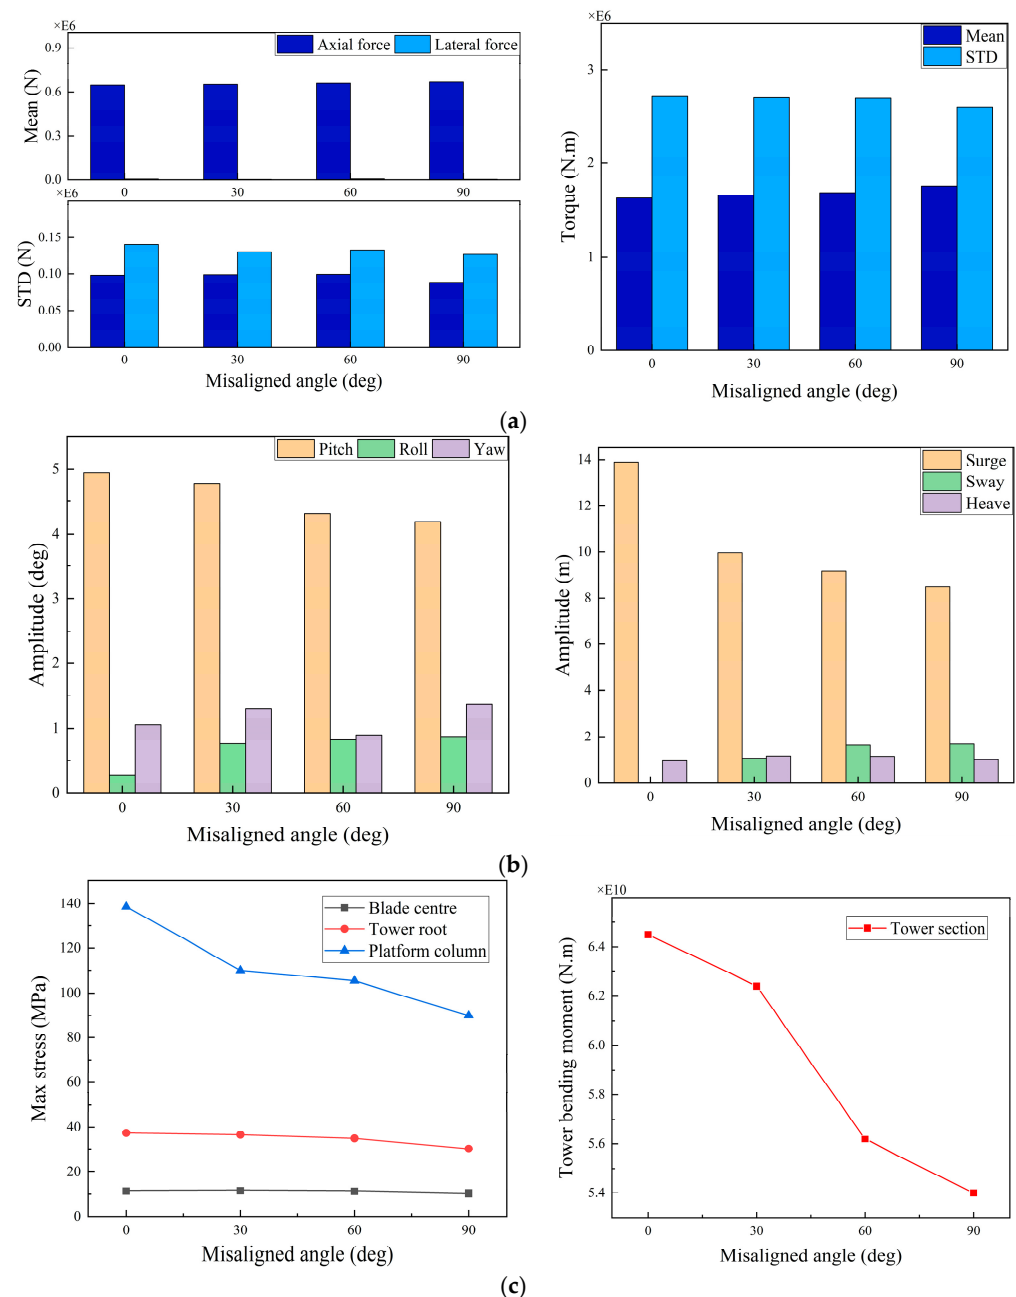 ×E6
Axial force
Lateral force
0.9
0.6
0.3
0.0
Mean (N)
0
30
60
90
×E6
0.15
0.10
0.05
0.00
STD (N)
0
30
60
90
Misaligned angle (deg)
×E6
Mean
STD
3
2
1
0
Torque (N.m)
0
30
60
90
Misaligned angle (deg)
(a)
Pitch
Roll
Yaw
5
4
3
2
1
0
Amplitude (deg)
0
30
60
90
Misaligned angle (deg)
Surge
Sway
Heave
14
12
10
8
6
4
2
0
Amplitude (m)
0
30
60
90
Misaligned angle (deg)
(b)
Blade centre
Tower root
Platform column
140
120
100
80
60
40
20
0
Max stress (MPa)
0
30
60
90
Misaligned angle (deg)
×E10
Tower section
6.4
6.2
6.0
5.8
5.6
5.4
Tower bending moment (N.m)
0
30
60
90
Misaligned angle (deg)
(c)